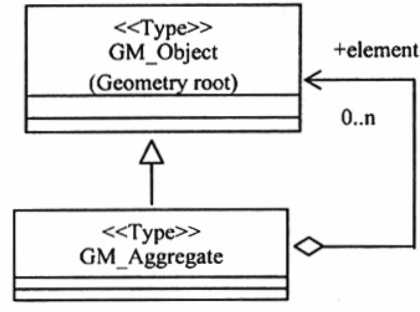 <<Type>>
GM_Object
(Geometry root)
+element
0..n
<<Type>>
GM_Aggregate